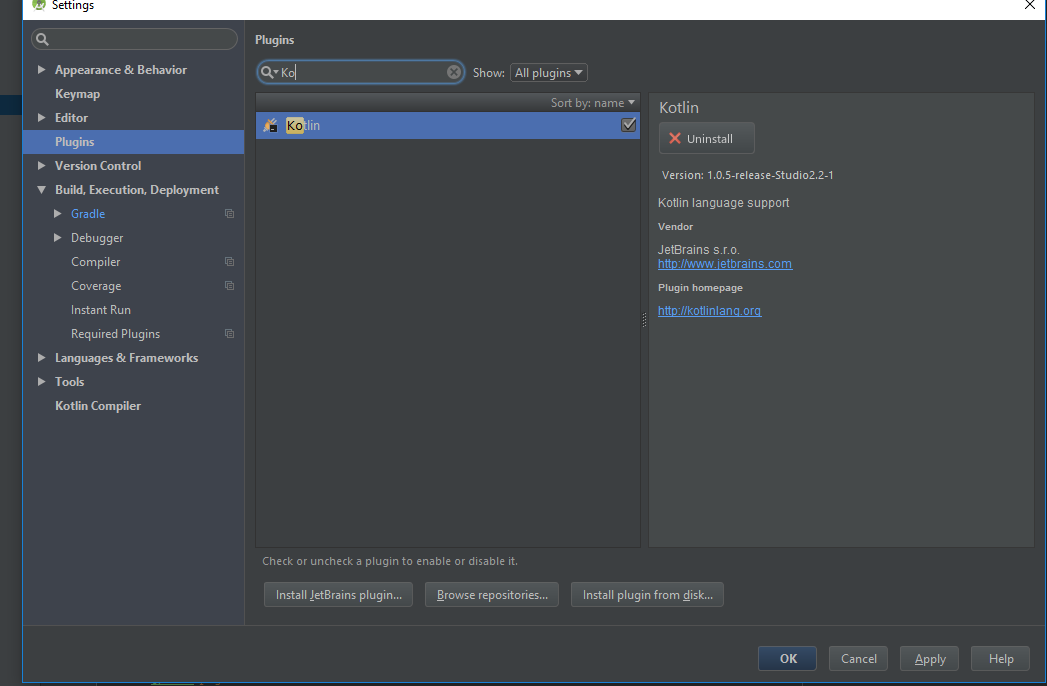 Settings
Plugins
Ko
Show: All plugins
Appearance & Behavior
Keymap
Editor
Plugins
Version Control
Build, Execution, Deployment
Gradle
Debugger
Compiler
Coverage
Instant Run
Required Plugins
Languages & Frameworks
Tools
Kotlin Compiler
Sort by: name
Kotlin
Check or uncheck a plugin to enable or disable it.
Install JetBrains plugin...
Browse repositories...
Install plugin from disk...
Kotlin
Uninstall
Version: 1.0.5-release-Studio2.2-1
Kotlin language support
Vendor
JetBrains s.r.o.
http://www.jetbrains.com
Plugin homepage
http://kotlinlang.org
OK
Cancel
Apply
Help